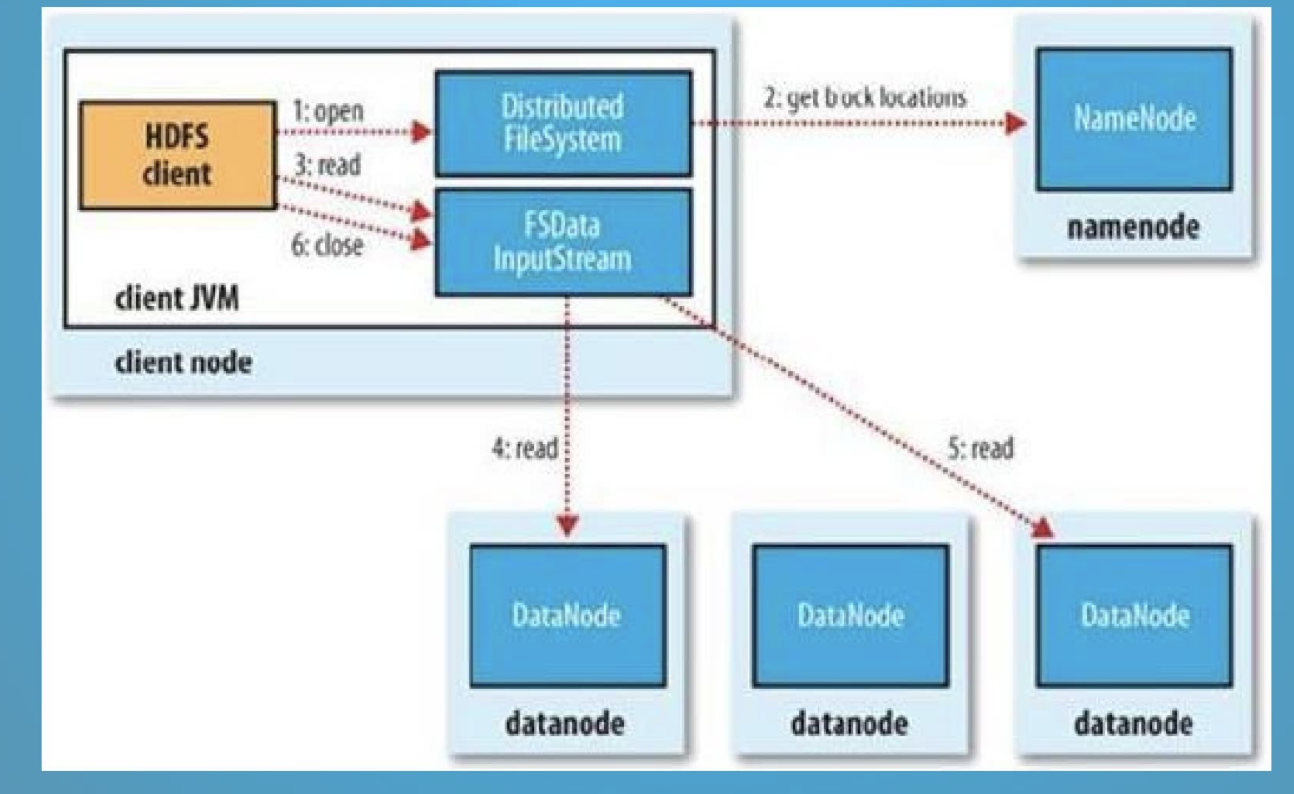 HDFS
client
1: open
3: read
6: close
Distributed
FileSystem
FSData
InputStream
2: get block locations
NameNode
namenode
client JVM
client node
4: read
5: read
DataNode
DataNode
DataNode
datanode
datanode
datanode